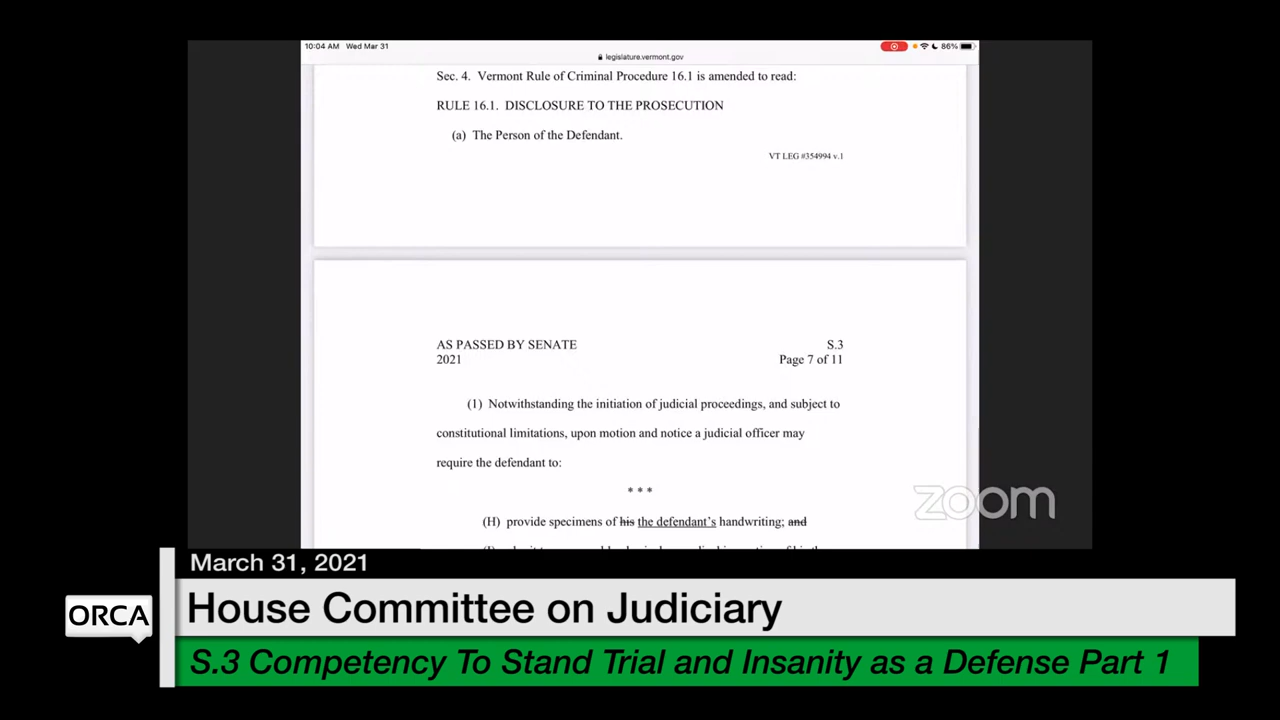 10:04 AM Wed Mar 31
86%
legislature.vermont.gov
Sec. 4. Vermont Rule of Criminal Procedure 16.1 is amended to read:
RULE 16.1. DISCLOSURE TO THE PROSECUTION
(a) The Person of the Defendant.
VT LEG #354994 v.1
AS PASSED BY SENATE S.3
2021 Page 7 of 11
(1) Notwithstanding the initiation of judicial proceedings, and subject to
constitutional limitations, upon motion and notice a judicial officer may
require the defendant to:
* * *
(H) provide specimens of his the defendant's handwriting; and
zoom
March 31, 2021
ORCA
House Committee on Judiciary
S.3 Competency To Stand Trial and Insanity as a Defense Part 1